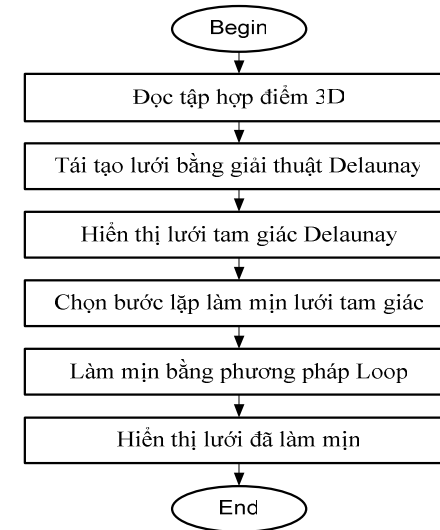 Begin
Đọc tập hợp điểm 3D
Tái tạo lưới bằng giải thuật Delaunay
Hiển thị lưới tam giác Delaunay
Chọn bước lặp làm mịn lưới tam giác
Làm mịn bằng phương pháp Loop
Hiển thị lưới đã làm mịn
End